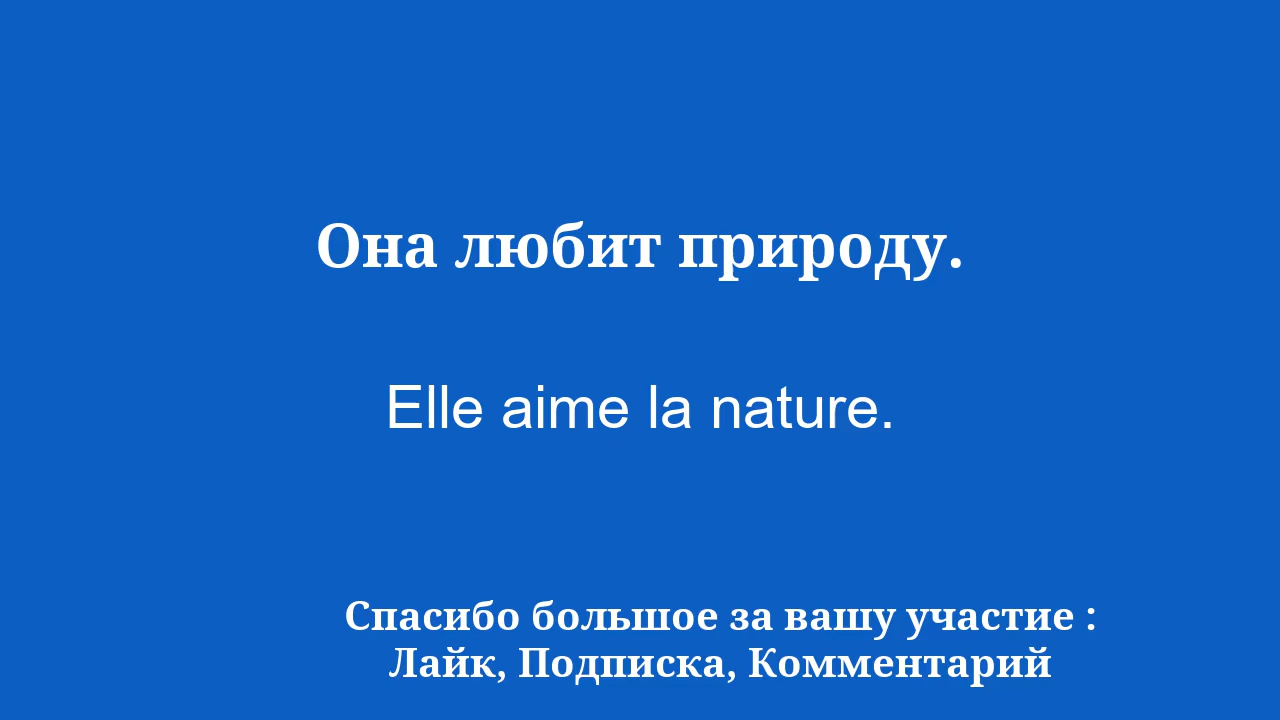 Она любит природу.
Elle aime la nature.
Спасибо большое за вашу участие :
Лайк, Подписка, Комментарий